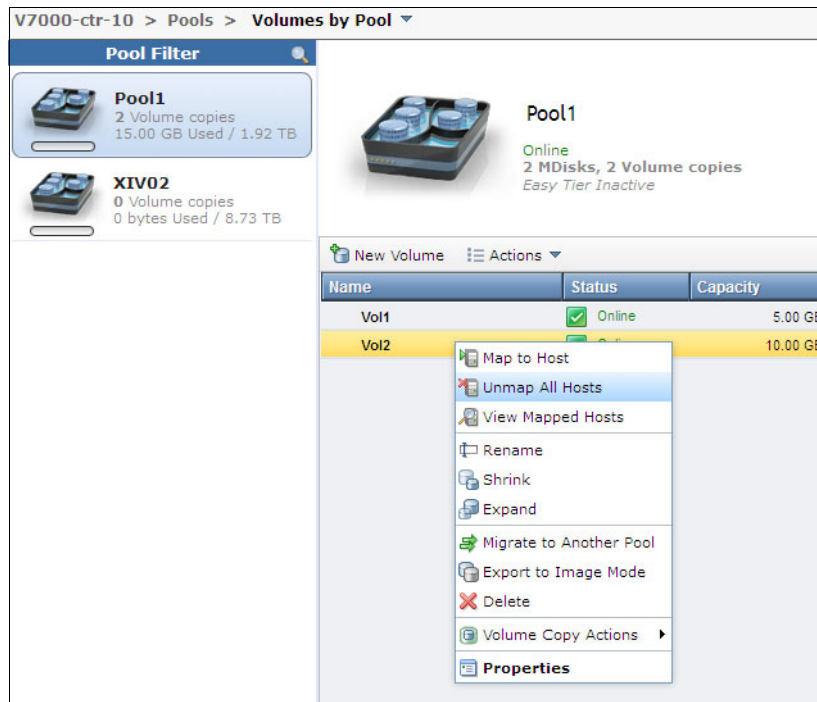 V7000-ctr-10 > Pools > Volumes by Pool
Pool Filter
Pool1
2 Volume copies
15.00 GB Used / 1.92 TB
XIV02
0 Volume copies
0 bytes Used / 8.73 TB
Pool1
Online
2 MDisks, 2 Volume copies
Easy Tier Inactive
New Volume Actions
Name Status Capacity
Vol1 Online 5.00 GB
Vol2 10.00 GB
Map to Host
Unmap All Hosts
View Mapped Hosts
Rename
Shrink
Expand
Migrate to Another Pool
Export to Image Mode
Delete
Volume Copy Actions
Properties